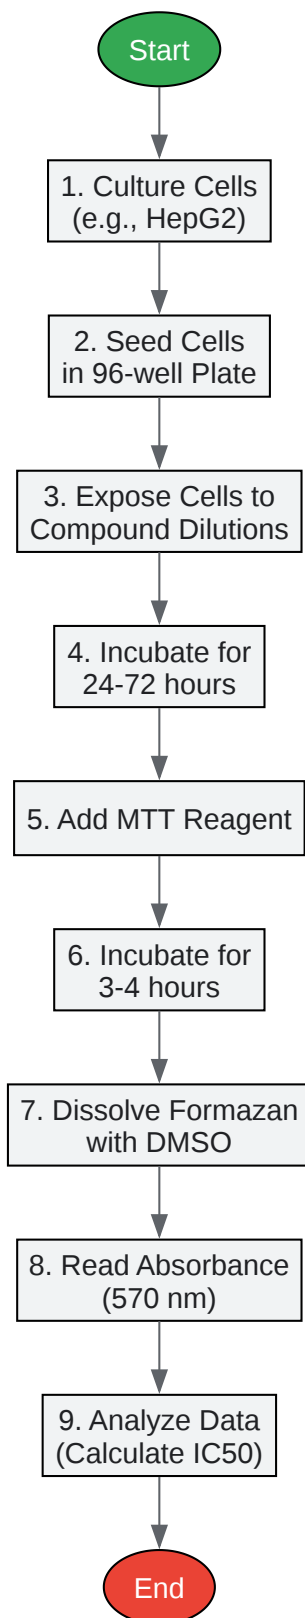 Start
1. Culture Cells
(e.g., HepG2)
2. Seed Cells
in 96-well Plate
3. Expose Cells to
Compound Dilutions
4. Incubate for
24-72 hours
5. Add MTT Reagent
6. Incubate for
3-4 hours
7. Dissolve Formazan
with DMSO
8. Read Absorbance
(570 nm)
9. Analyze Data
(Calculate IC50)
End